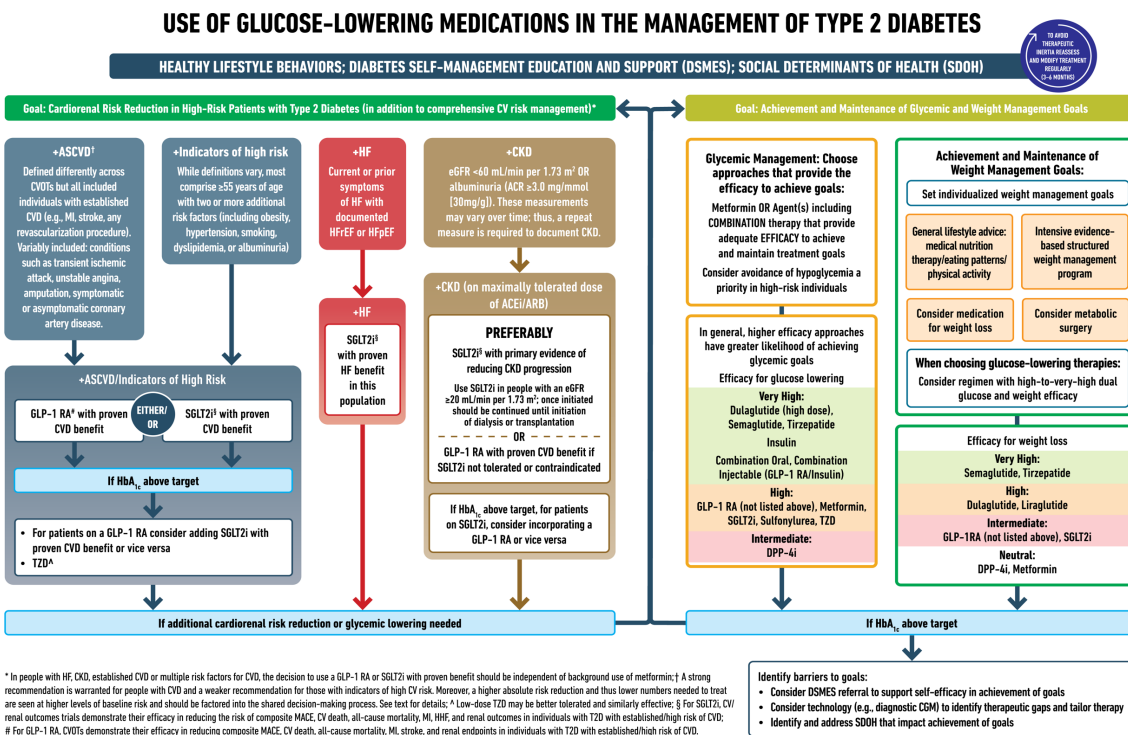 USE OF GLUCOSE-LOWERING MEDICATIONS IN THE MANAGEMENT OF TYPE 2 DIABETES
TO AVOID
THERAPEUTIC
INERTIA REASSESS
AND MODIFY TREATMENT
REGULARLY
(3-6 MONTHS)
HEALTHY LIFESTYLE BEHAVIORS; DIABETES SELF-MANAGEMENT EDUCATION AND SUPPORT (DSMES); SOCIAL DETERMINANTS OF HEALTH (SDOH)
Goal: Cardiorenal Risk Reduction in High-Risk Patients with Type 2 Diabetes (in addition to comprehensive CV risk management)*
+ASCVD†
Defined differently across
CVOTs but all included
individuals with established
CVD (e.g., MI, stroke, any
revascularization procedure).
Variably included: conditions
such as transient ischemic
attack, unstable angina,
amputation, symptomatic
or asymptomatic coronary
artery disease.
+Indicators of high risk
While definitions vary, most
comprise ≥55 years of age
with two or more additional
risk factors (including obesity,
hypertension, smoking,
dyslipidemia, or albuminuria)
+HF
Current or prior
symptoms
of HF with
documented
HFrEF or HFpEF
+CKD
eGFR <60 mL/min per 1.73 m² OR
albuminuria (ACR ≥3.0 mg/mmol
[30mg/g]). These measurements
may vary over time; thus, a repeat
measure is required to document CKD.
+ASCVD/Indicators of High Risk
GLP-1 RA# with proven
CVD benefit
EITHER/
OR
SGLT2i§ with proven
CVD benefit
If HbA1c above target
• For patients on a GLP-1 RA consider adding SGLT2i with
proven CVD benefit or vice versa
• TZD^
+HF
SGLT2i§
with proven
HF benefit
in this
population
+CKD (on maximally tolerated dose
of ACEi/ARB)
PREFERABLY
SGLT2i§ with primary evidence of
reducing CKD progression
Use SGLT2i in people with an eGFR
≥20 mL/min per 1.73 m²; once initiated
should be continued until initiation
of dialysis or transplantation
OR
GLP-1 RA with proven CVD benefit if
SGLT2i not tolerated or contraindicated
If HbA1c above target, for patients
on SGLT2i, consider incorporating a
GLP-1 RA or vice versa
If additional cardiorenal risk reduction or glycemic lowering needed
Goal: Achievement and Maintenance of Glycemic and Weight Management Goals
Glycemic Management: Choose
approaches that provide the
efficacy to achieve goals:
Metformin OR Agent(s) including
COMBINATION therapy that provide
adequate EFFICACY to achieve
and maintain treatment goals
Consider avoidance of hypoglycemia a
priority in high-risk individuals
In general, higher efficacy approaches
have greater likelihood of achieving
glycemic goals
Efficacy for glucose lowering
Very High:
Dulaglutide (high dose),
Semaglutide, Tirzepatide
Insulin
Combination Oral, Combination
Injectable (GLP-1 RA/Insulin)
High:
GLP-1 RA (not listed above), Metformin,
SGLT2i, Sulfonylurea, TZD
Intermediate:
DPP-4i
Achievement and Maintenance of
Weight Management Goals:
Set individualized weight management goals
General lifestyle advice:
medical nutrition
therapy/eating patterns/
physical activity
Intensive evidence-
based structured
weight management
program
Consider medication
for weight loss
Consider metabolic
surgery
When choosing glucose-lowering therapies:
Consider regimen with high-to-very-high dual
glucose and weight efficacy
Efficacy for weight loss
Very High:
Semaglutide, Tirzepatide
High:
Dulaglutide, Liraglutide
Intermediate:
GLP-1RA (not listed above), SGLT2i
Neutral:
DPP-4i, Metformin
If HbA1c above target
Identify barriers to goals:
• Consider DSMES referral to support self-efficacy in achievement of goals
• Consider technology (e.g., diagnostic CGM) to identify therapeutic gaps and tailor therapy
• Identify and address SDOH that impact achievement of goals
* In people with HF, CKD, established CVD or multiple risk factors for CVD, the decision to use a GLP-1 RA or SGLT2i with proven benefit should be independent of background use of metformin;† A strong
recommendation is warranted for people with CVD and a weaker recommendation for those with indicators of high CV risk. Moreover, a higher absolute risk reduction and thus lower numbers needed to treat
are seen at higher levels of baseline risk and should be factored into the shared decision-making process. See text for details; ^ Low-dose TZD may be better tolerated and similarly effective; § For SGLT2i, CV/
renal outcomes trials demonstrate their efficacy in reducing the risk of composite MACE, CV death, all-cause mortality, MI, HHF, and renal outcomes in individuals with T2D with established/high risk of CVD;
# For GLP-1 RA, CVOTs demonstrate their efficacy in reducing composite MACE, CV death, all-cause mortality, MI, stroke, and renal endpoints in individuals with T2D with established/high risk of CVD.